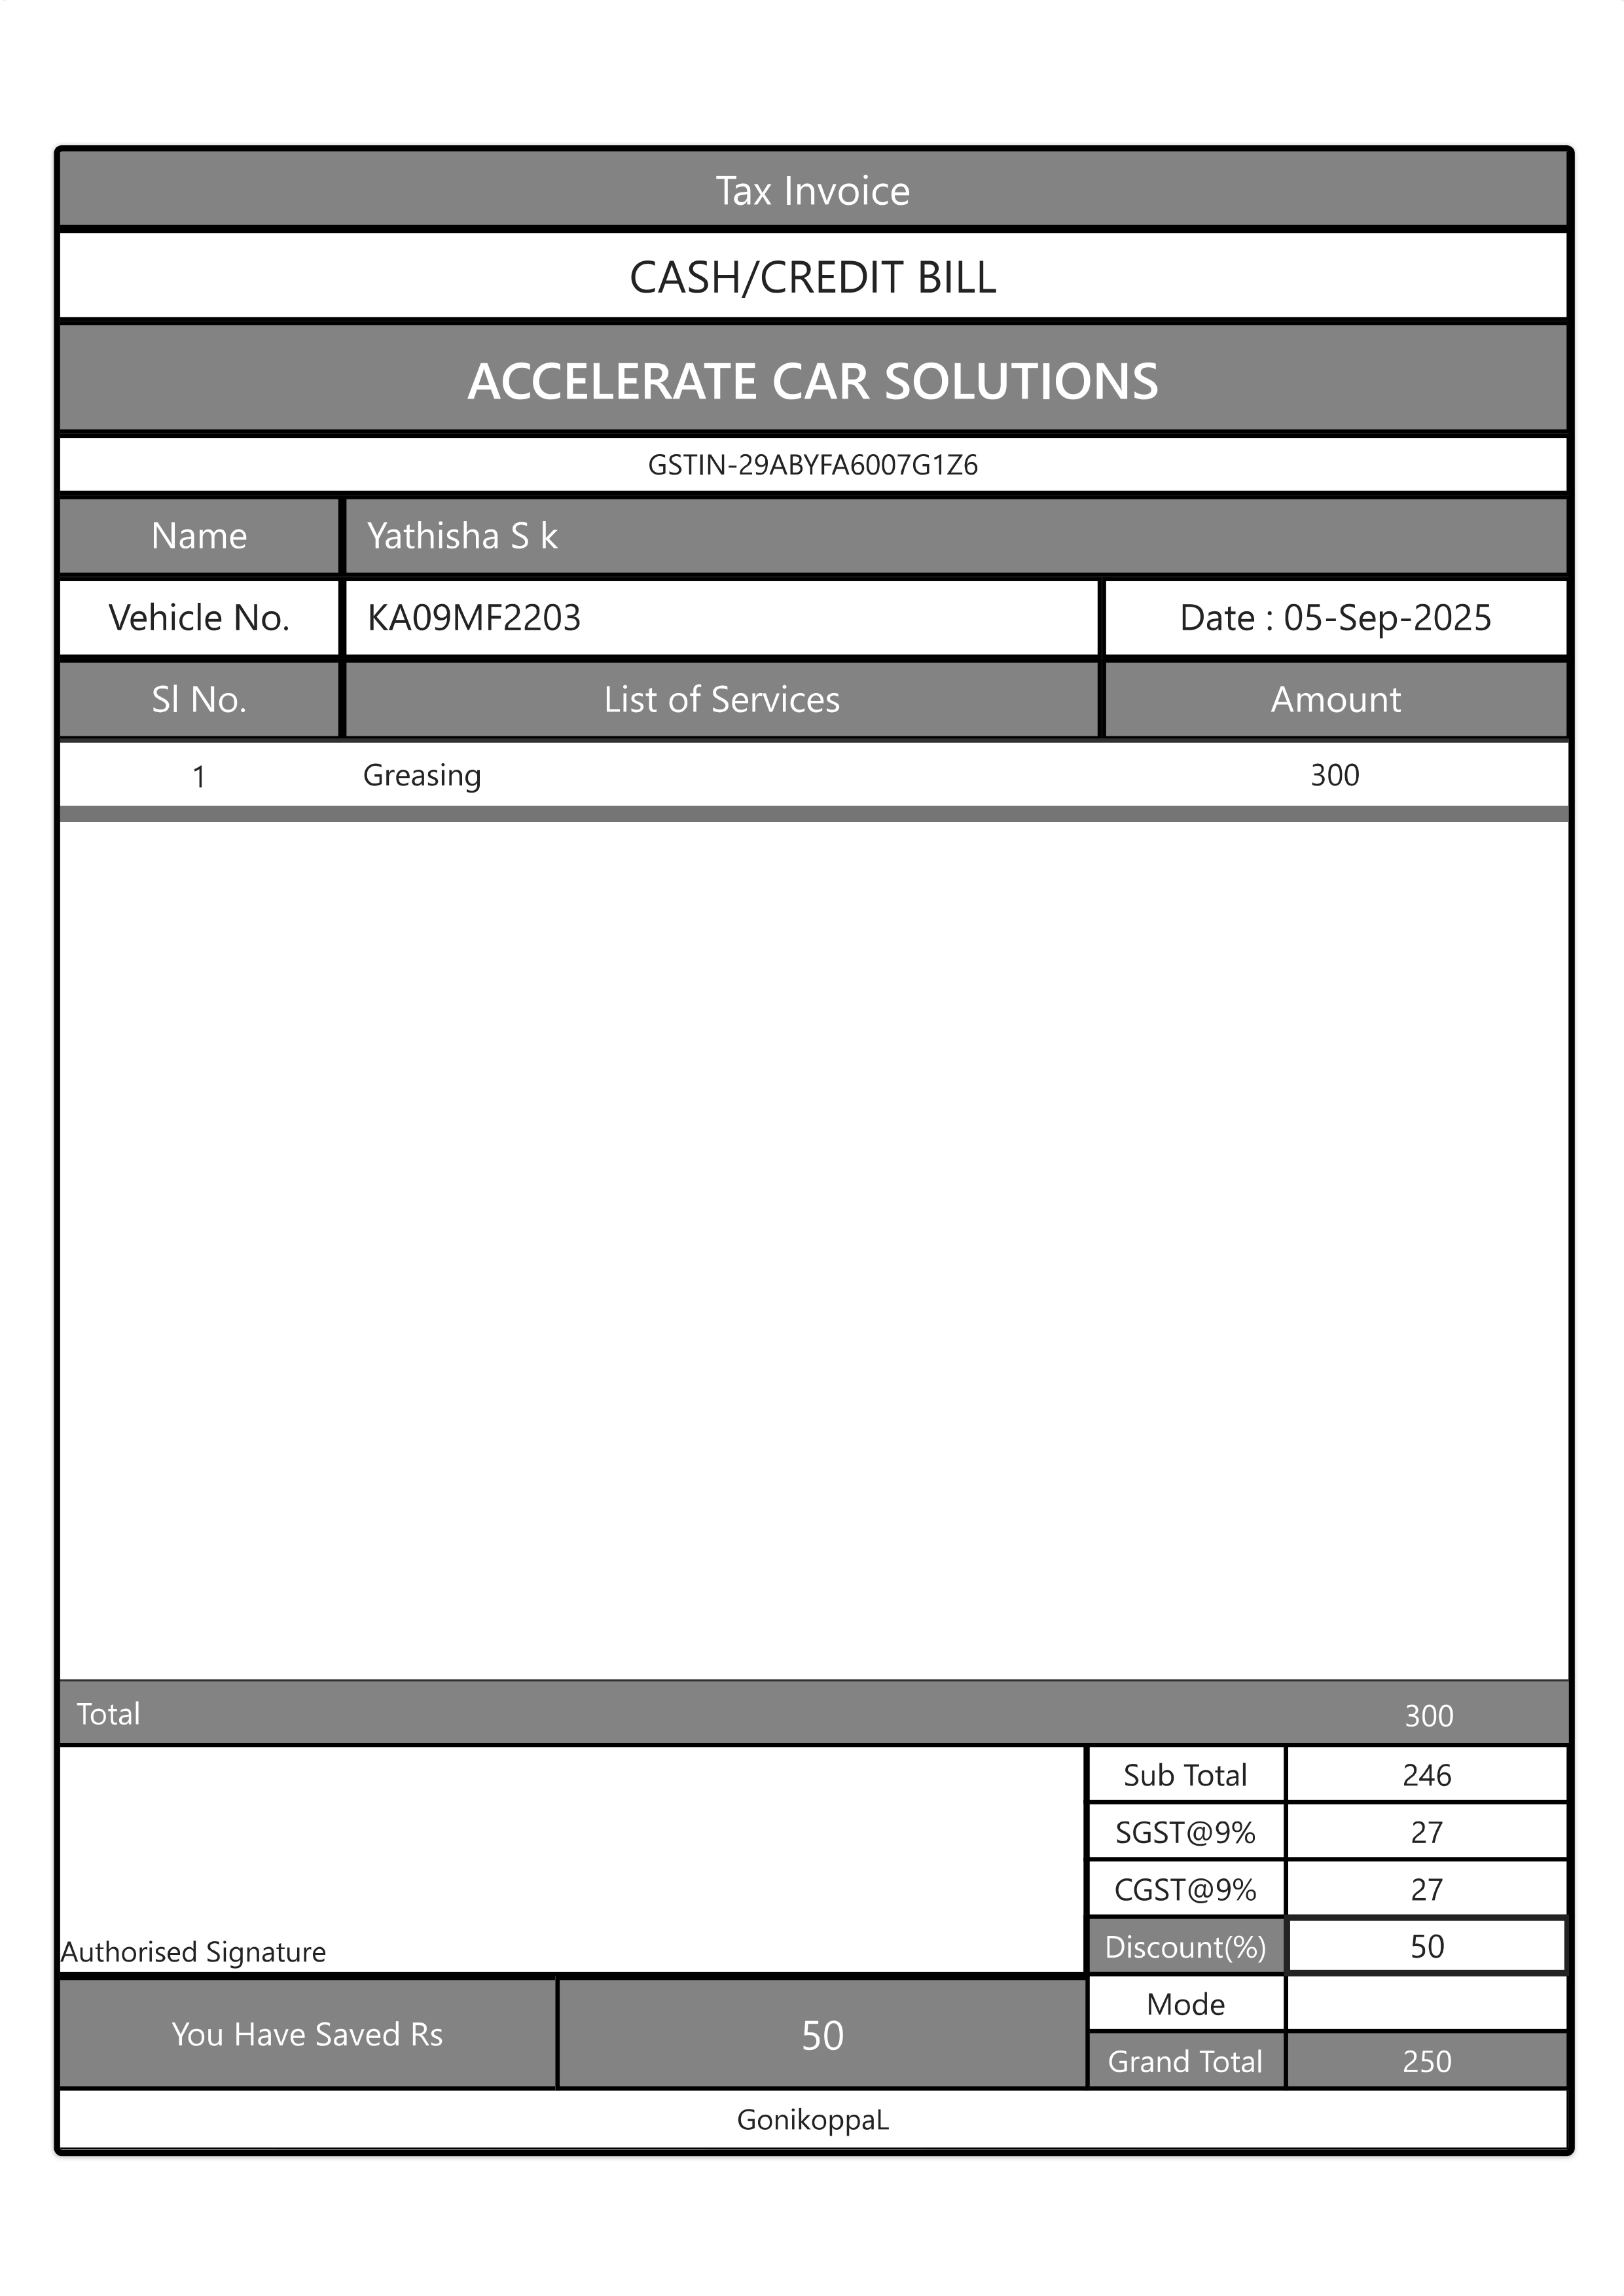 Tax Invoice
CASH/CREDIT BILL
ACCELERATE CAR SOLUTIONS
GSTIN-29ABYFA6007G1Z6
Name Yathisha S k
Vehicle No. KA09MF2203 Date : 05-Sep-2025
Sl No. List of Services Amount
1 Greasing 300
Total 300
Sub Total 246
SGST@9% 27
CGST@9% 27
Discount(%) 50
Authorised Signature
Mode
You Have Saved Rs 50
Grand Total 250
GonikoppaL